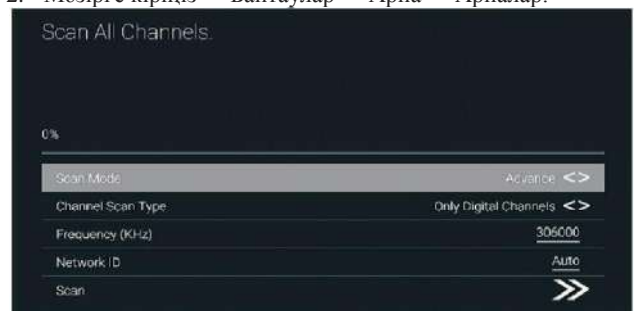 Scan All Channels.
0%
Scan Mode Advance <>
Channel Scan Type Only Digital Channels <>
Frequency (KHz) 306000
Network ID Auto
Scan >>